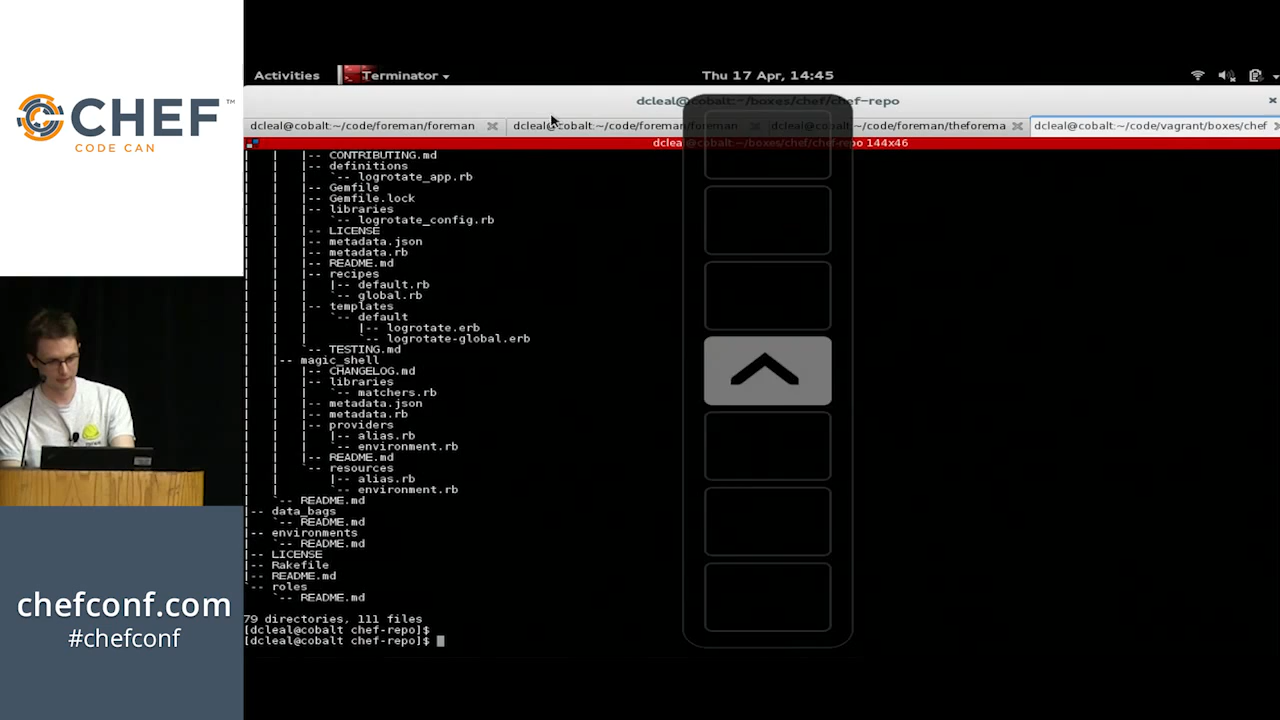 CHEF™
CODE CAN
chefconf.com
#chefconf
Activities Terminator Thu 17 Apr, 14:45
dcleal@cobalt:~/boxes/chef/chef-repo
dcleal@cobalt:~/code/foreman/foreman dcleal@cobalt:~/code/foreman/foreman dcleal@cobalt:~/code/foreman/theforema dcleal@cobalt:~/code/vagrant/boxes/chef
dcleal@cobalt:~/boxes/chef/chef-repo 144x46
| | |-- CONTRIBUTING.md
| | |-- definitions
| | | `-- logrotate_app.rb
| | |-- Gemfile
| | |-- Gemfile.lock
| | |-- libraries
| | | `-- logrotate_config.rb
| | |-- LICENSE
| | |-- metadata.json
| | |-- metadata.rb
| | |-- README.md
| | |-- recipes
| | | |-- default.rb
| | | `-- global.rb
| | |-- templates
| | | `-- default
| | | |-- logrotate.erb
| | | `-- logrotate-global.erb
| | `-- TESTING.md
| |-- magic_shell
| | |-- CHANGELOG.md
| | |-- libraries
| | | `-- matchers.rb
| | |-- metadata.json
| | |-- metadata.rb
| | |-- providers
| | | |-- alias.rb
| | | `-- environment.rb
| | |-- README.md
| | `-- resources
| | |-- alias.rb
| | `-- environment.rb
| `-- README.md
|-- data_bags
| `-- README.md
|-- environments
| `-- README.md
|-- LICENSE
|-- Rakefile
|-- README.md
`-- roles
`-- README.md
79 directories, 111 files
[dcleal@cobalt chef-repo]$
[dcleal@cobalt chef-repo]$